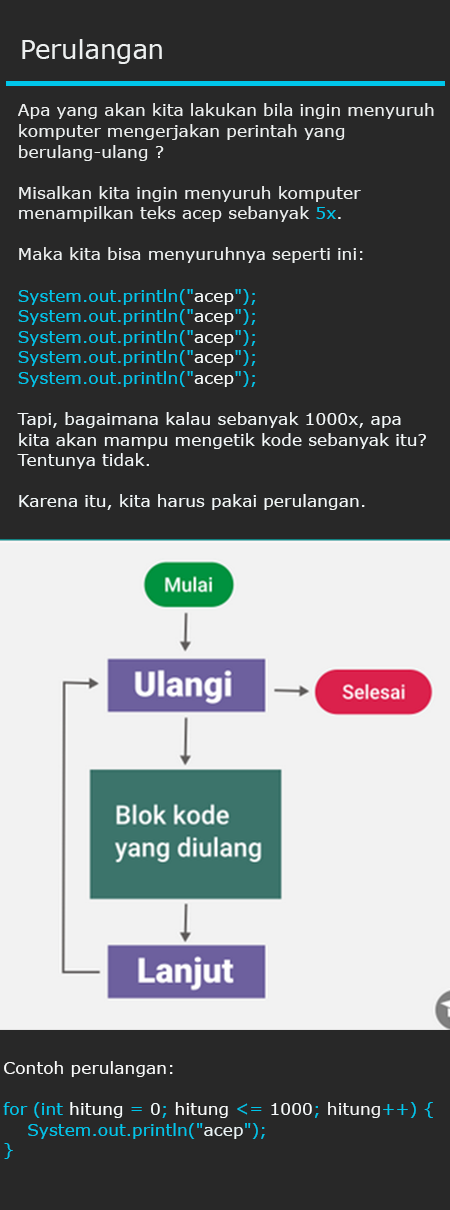 Perulangan
Apa yang akan kita lakukan bila ingin menyuruh
komputer mengerjakan perintah yang
berulang-ulang ?
Misalkan kita ingin menyuruh komputer
menampilkan teks acep sebanyak 5x.
Maka kita bisa menyuruhnya seperti ini:
System.out.println("acep");
System.out.println("acep");
System.out.println("acep");
System.out.println("acep");
System.out.println("acep");
Tapi, bagaimana kalau sebanyak 1000x, apa
kita akan mampu mengetik kode sebanyak itu?
Tentunya tidak.
Karena itu, kita harus pakai perulangan.
Mulai
Ulangi
Selesai
Blok kode
yang diulang
Lanjut
Contoh perulangan:
for (int hitung = 0; hitung <= 1000; hitung++) {
System.out.println("acep");
}